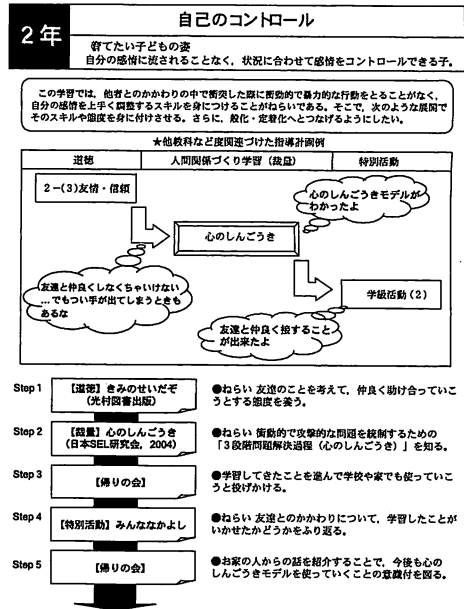 2年
自己のコントロール
育てたい子どもの姿
自分の感情に流されることなく，状況に合わせて感情をコントロールできる子。
この学習では，他者とのかかわりの中で衝突した際に衝動的で暴力的な行動をとることがなく，
自分の感情を上手く調整するスキルを身につけることがねらいである。そこで，次のような展開で
そのスキルや態度を身に付けさせる。さらに，般化・定着化へとつなげるようにしたい。
★他教科など度関連づけた指導計画例
道徳
人間関係づくり学習（裁量）
特別活動
2－(3)友情・信頼
心のしんごうきモデルが
わかったよ
心のしんごうき
友達と仲良くしなくちゃいけない
…でもつい手が出てしまうときも
あるな
学級活動(2)
友達と仲良く接すること
が出来たよ
Step 1
【道徳】きみのせいだぞ
(光村図書出版)
●ねらい 友達のことを考えて，仲良く助け合っていこ
うとする態度を養う。
Step 2
【裁量】心のしんごうき
(日本SEL研究会，2004)
●ねらい 衝動的で攻撃的な問題を統制するための
「3段階問題解決過程（心のしんごうき）」を知る。
Step 3
【帰りの会】
●学習してきたことを進んで学校や家でも使っていこ
うと投げかける。
Step 4
【特別活動】みんななかよし
●ねらい 友達とのかかわりについて，学習したことが
いかせたかどうかをふり返る。
Step 5
【帰りの会】
●お家の人からの話を紹介することで，今後も心の
しんごうきモデルを使っていくことの意識付を図る。